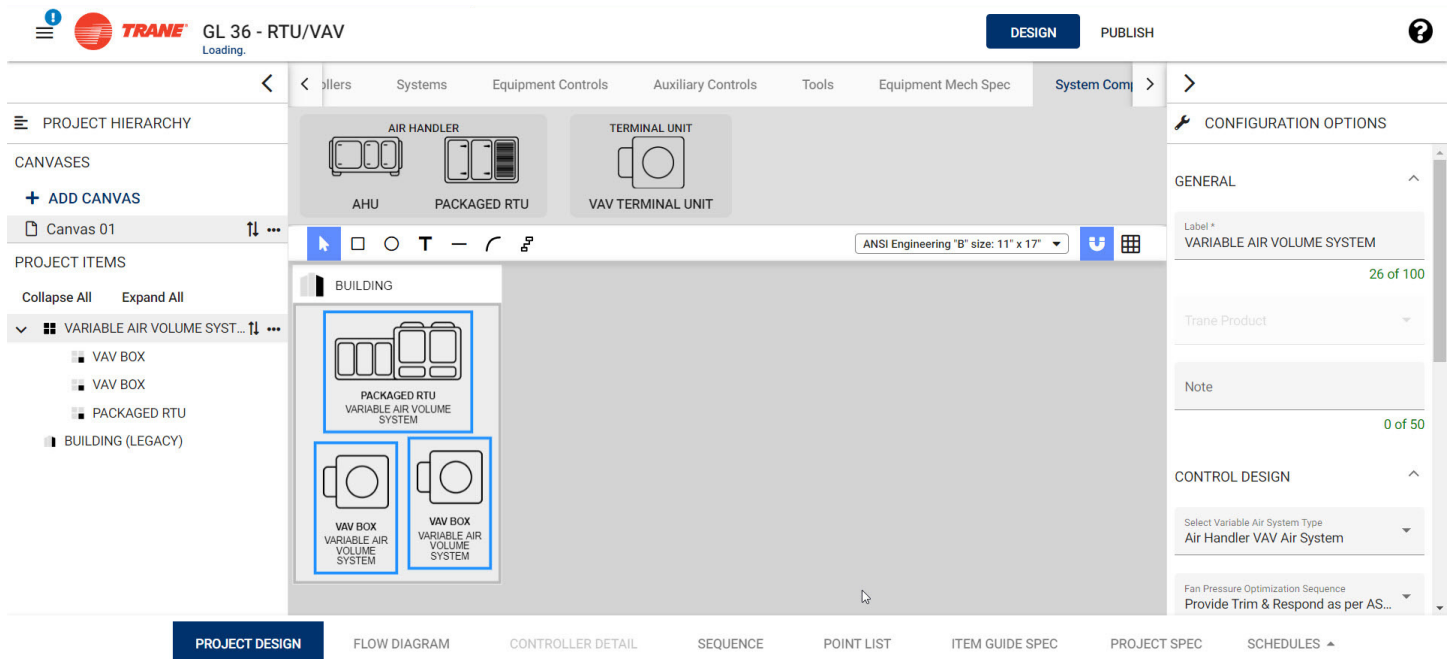 !
TRANE
GL 36 - RTU/VAV
Loading.
DESIGN
PUBLISH
?
PROJECT HIERARCHY
CANVASES
+ ADD CANVAS
Canvas 01
PROJECT ITEMS
Collapse All
Expand All
VARIABLE AIR VOLUME SYST...
VAV BOX
VAV BOX
PACKAGED RTU
BUILDING (LEGACY)
ollers
Systems
Equipment Controls
Auxiliary Controls
Tools
Equipment Mech Spec
System Comp
AIR HANDLER
AHU
PACKAGED RTU
TERMINAL UNIT
VAV TERMINAL UNIT
T
ANSI Engineering "B" size: 11" x 17"
BUILDING
PACKAGED RTU
VARIABLE AIR VOLUME
SYSTEM
VAV BOX
VARIABLE AIR
VOLUME
SYSTEM
VAV BOX
VARIABLE AIR
VOLUME
SYSTEM
CONFIGURATION OPTIONS
GENERAL
Label *
VARIABLE AIR VOLUME SYSTEM
26 of 100
Trane Product
Note
0 of 50
CONTROL DESIGN
Select Variable Air System Type
Air Handler VAV Air System
Fan Pressure Optimization Sequence
Provide Trim & Respond as per AS...
PROJECT DESIGN
FLOW DIAGRAM
CONTROLLER DETAIL
SEQUENCE
POINT LIST
ITEM GUIDE SPEC
PROJECT SPEC
SCHEDULES